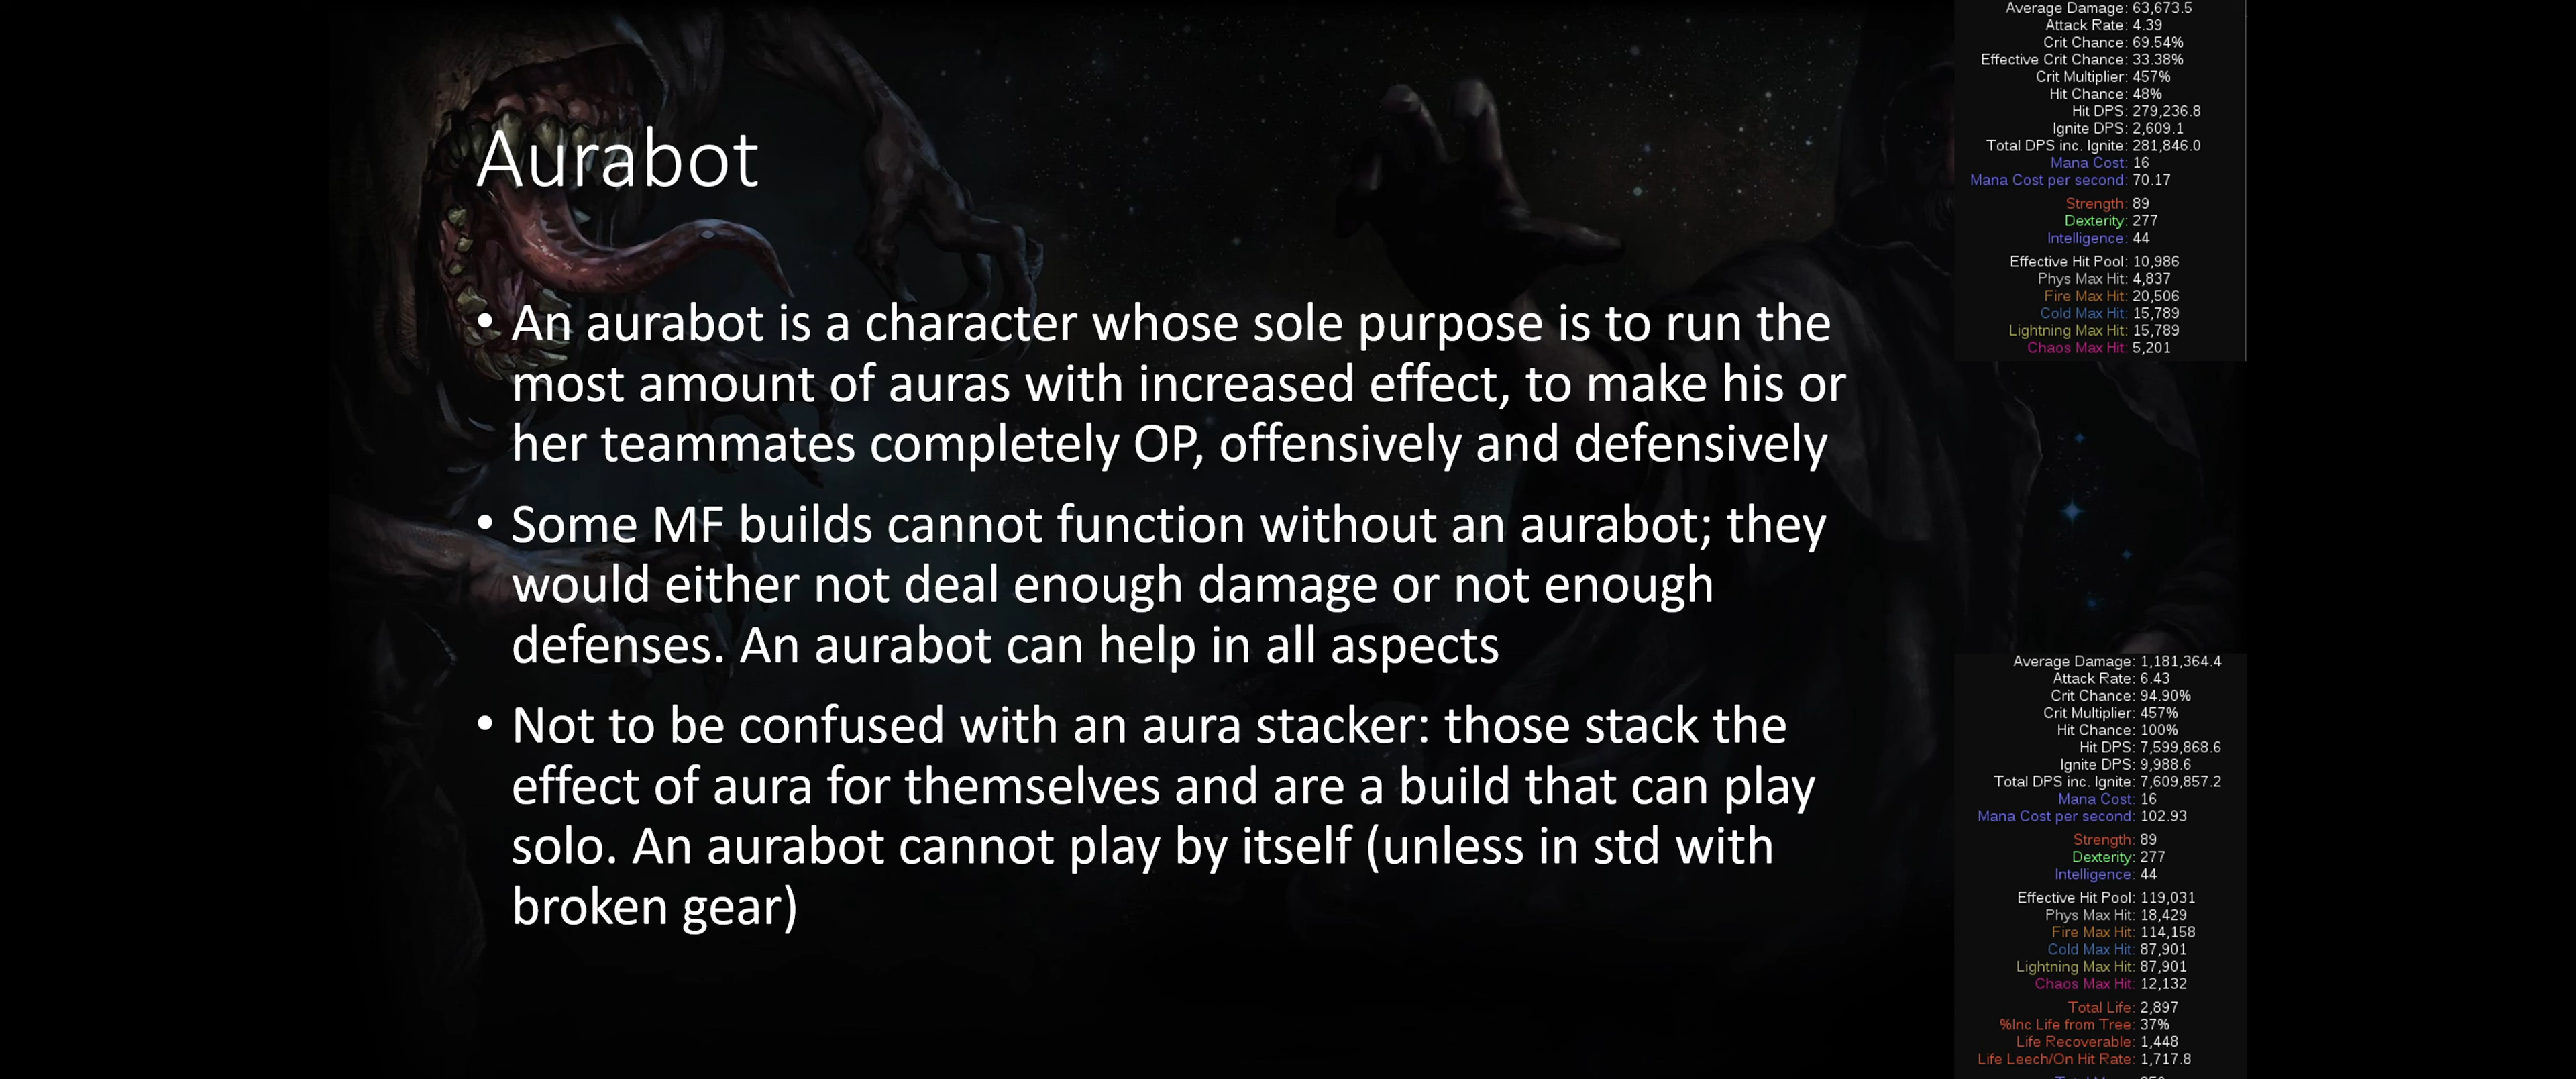 Aurabot
• An aurabot is a character whose sole purpose is to run the
most amount of auras with increased effect, to make his or
her teammates completely OP, offensively and defensively
• Some MF builds cannot function without an aurabot; they
would either not deal enough damage or not enough
defenses. An aurabot can help in all aspects
• Not to be confused with an aura stacker: those stack the
effect of aura for themselves and are a build that can play
solo. An aurabot cannot play by itself (unless in std with
broken gear)
Average Damage: 63,673.5
Attack Rate: 4.39
Crit Chance: 69.54%
Effective Crit Chance: 33.38%
Crit Multiplier: 457%
Hit Chance: 48%
Hit DPS: 279,236.8
Ignite DPS: 2,609.1
Total DPS inc. Ignite: 281,846.0
Mana Cost: 16
Mana Cost per second: 70.17
Strength: 89
Dexterity: 277
Intelligence: 44
Effective Hit Pool: 10,986
Phys Max Hit: 4,837
Fire Max Hit: 20,506
Cold Max Hit: 15,789
Lightning Max Hit: 15,789
Chaos Max Hit: 5,201
Average Damage: 1,181,364.4
Attack Rate: 6.43
Crit Chance: 94.90%
Crit Multiplier: 457%
Hit Chance: 100%
Hit DPS: 7,599,868.6
Ignite DPS: 9,988.6
Total DPS inc. Ignite: 7,609,857.2
Mana Cost: 16
Mana Cost per second: 102.93
Strength: 89
Dexterity: 277
Intelligence: 44
Effective Hit Pool: 119,031
Phys Max Hit: 18,429
Fire Max Hit: 114,158
Cold Max Hit: 87,901
Lightning Max Hit: 87,901
Chaos Max Hit: 12,132
Total Life: 2,897
%Inc Life from Tree: 37%
Life Recoverable: 1,448
Life Leech/On Hit Rate: 1,717.8